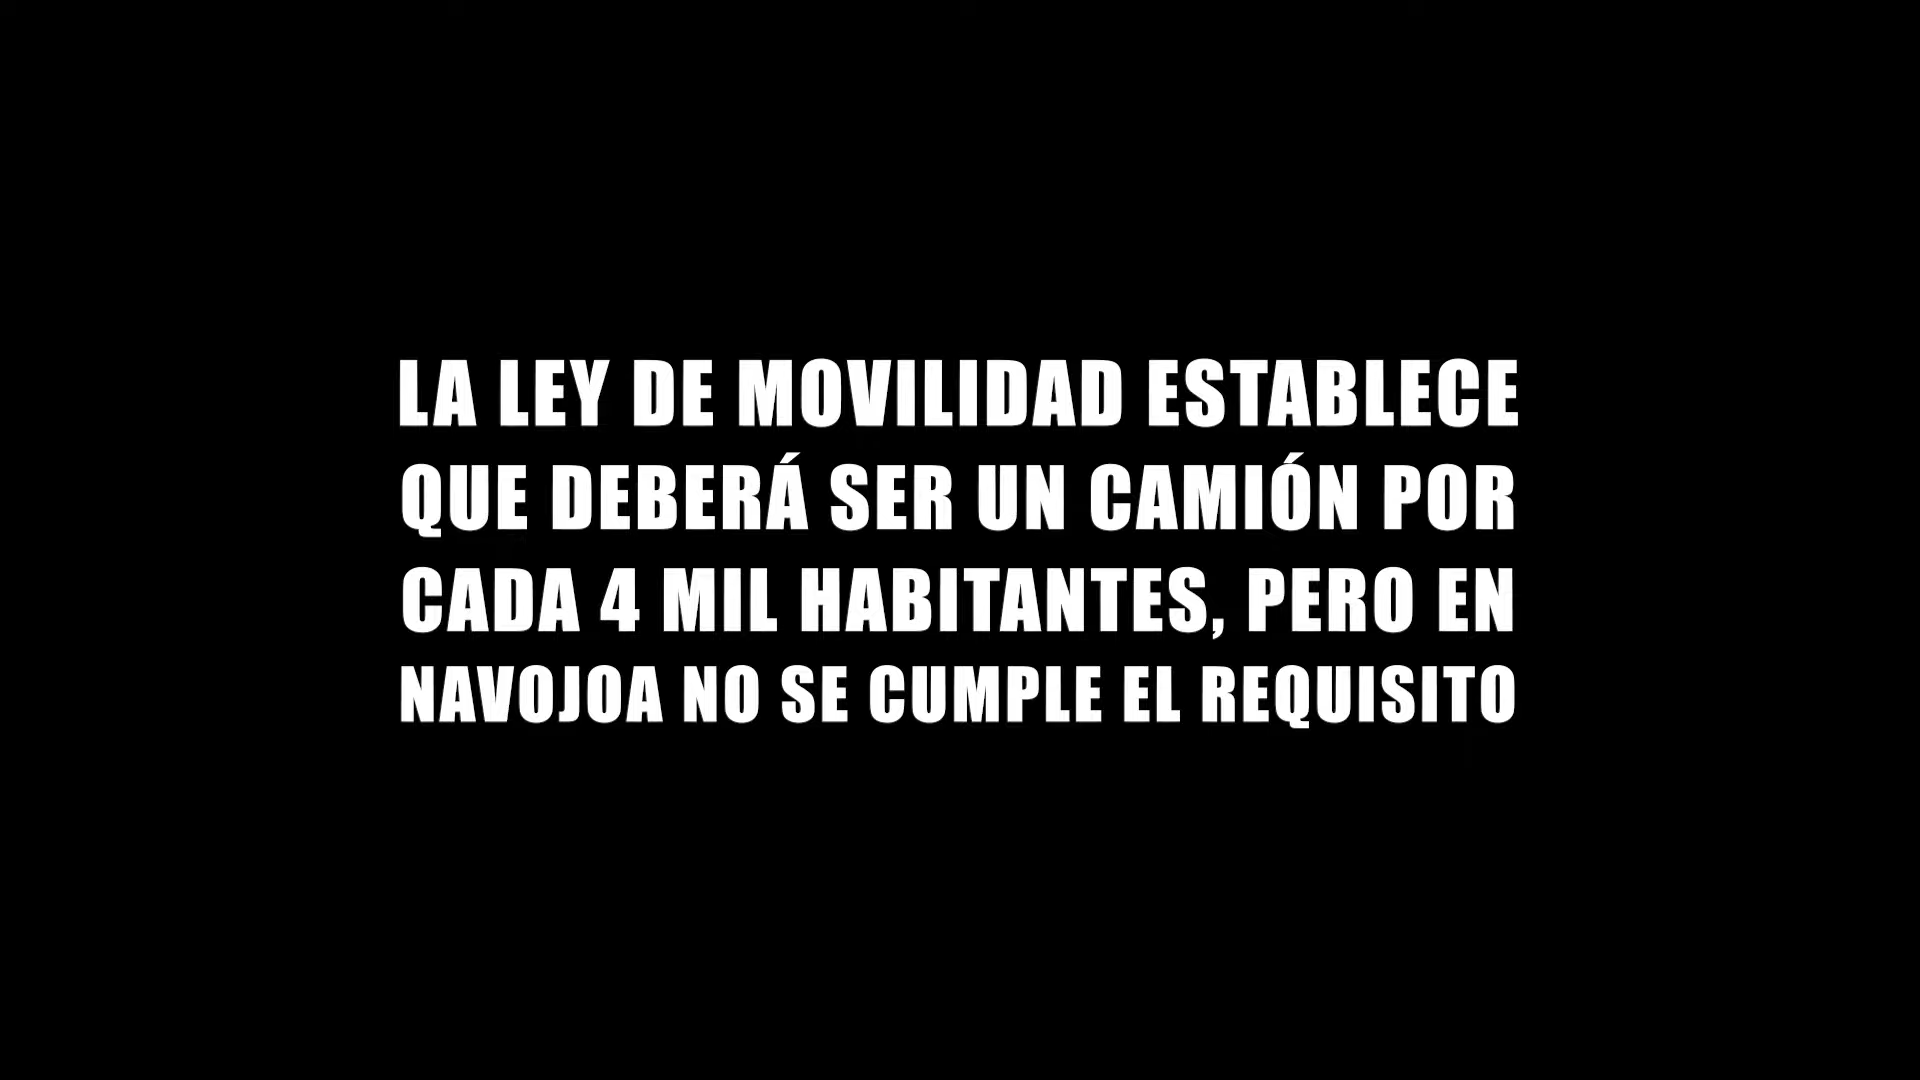 LA LEY DE MOVILIDAD ESTABLECE
QUE DEBERÁ SER UN CAMIÓN POR
CADA 4 MIL HABITANTES, PERO EN
NAVOJOA NO SE CUMPLE EL REQUISITO